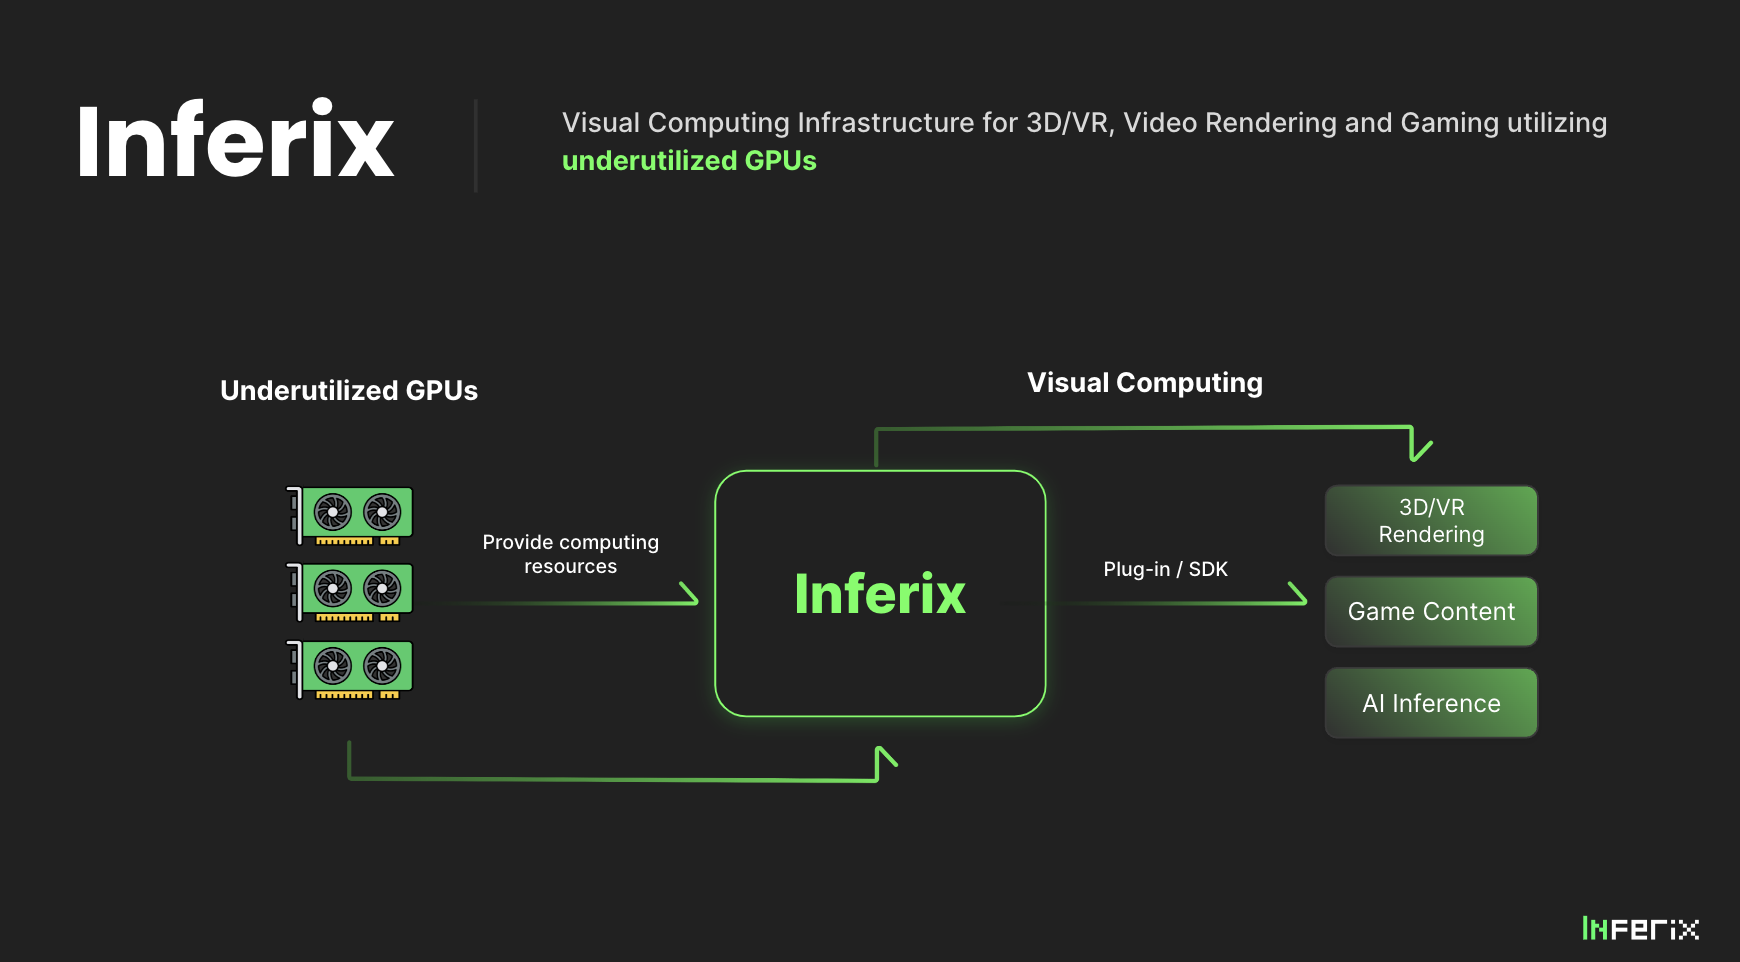 Inferix
Visual Computing Infrastructure for 3D/VR, Video Rendering and Gaming utilizing
underutilized GPUs
Underutilized GPUs
Visual Computing
Provide computing
resources
Inferix
Plug-in / SDK
3D/VR
Rendering
Game Content
AI Inference
Inferix